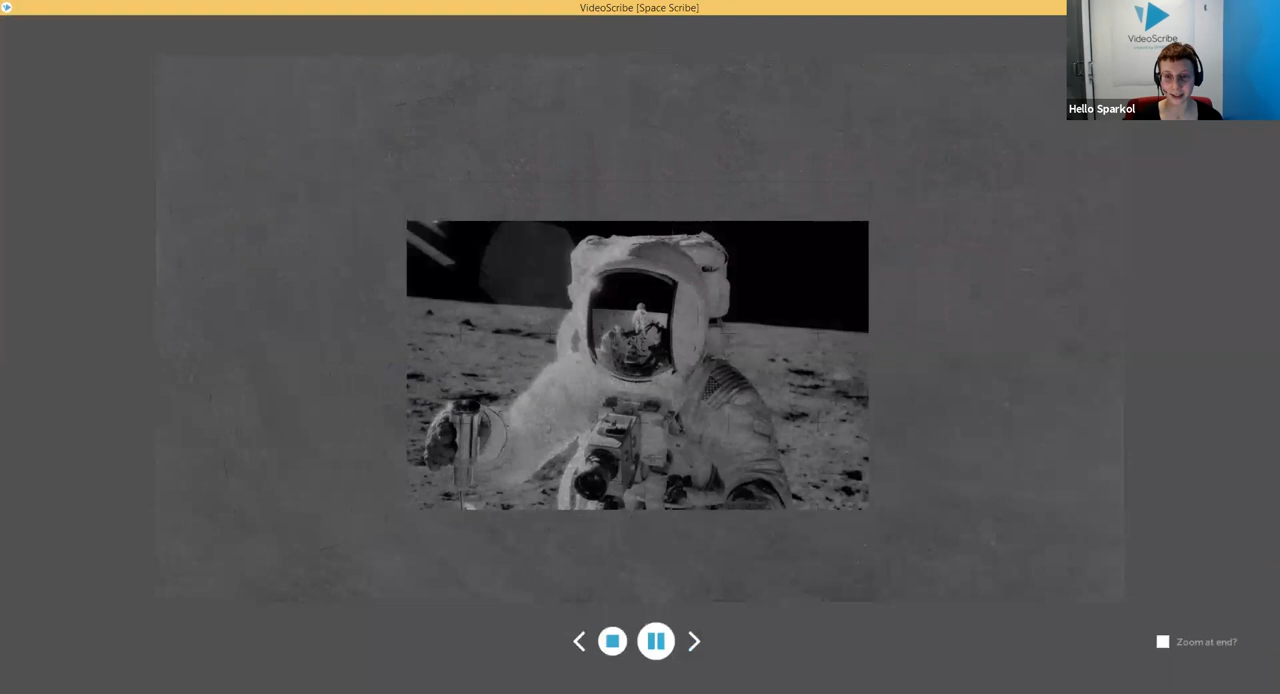 VideoScribe [Space Scribe]
VideoScribe
Hello Sparkol
Zoom at end?